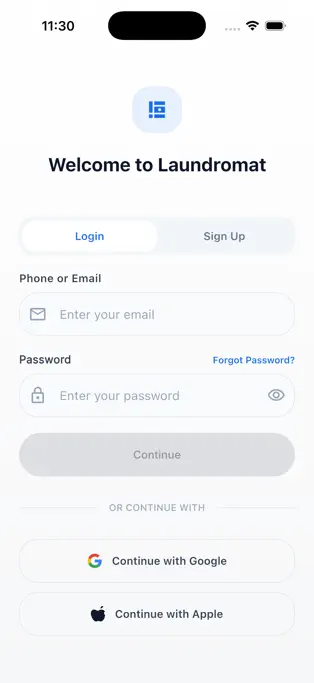 11:30
Welcome to Laundromat
Login
Sign Up
Phone or Email
Enter your email
Password
Forgot Password?
Enter your password
Continue
OR CONTINUE WITH
Continue with Google
Continue with Apple